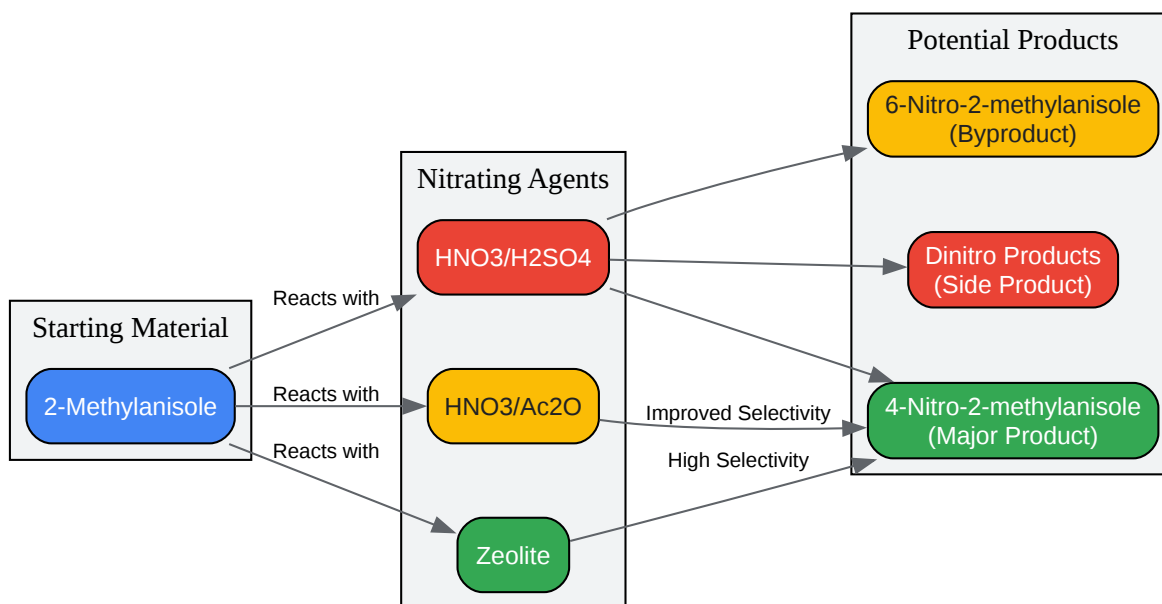 Starting Material
2-Methylanisole
Reacts with
Reacts with
Reacts with
Nitrating Agents
HNO3/H2SO4
HNO3/Ac2O
Zeolite
Improved Selectivity
High Selectivity
Potential Products
6-Nitro-2-methylanisole
(Byproduct)
Dinitro Products
(Side Product)
4-Nitro-2-methylanisole
(Major Product)